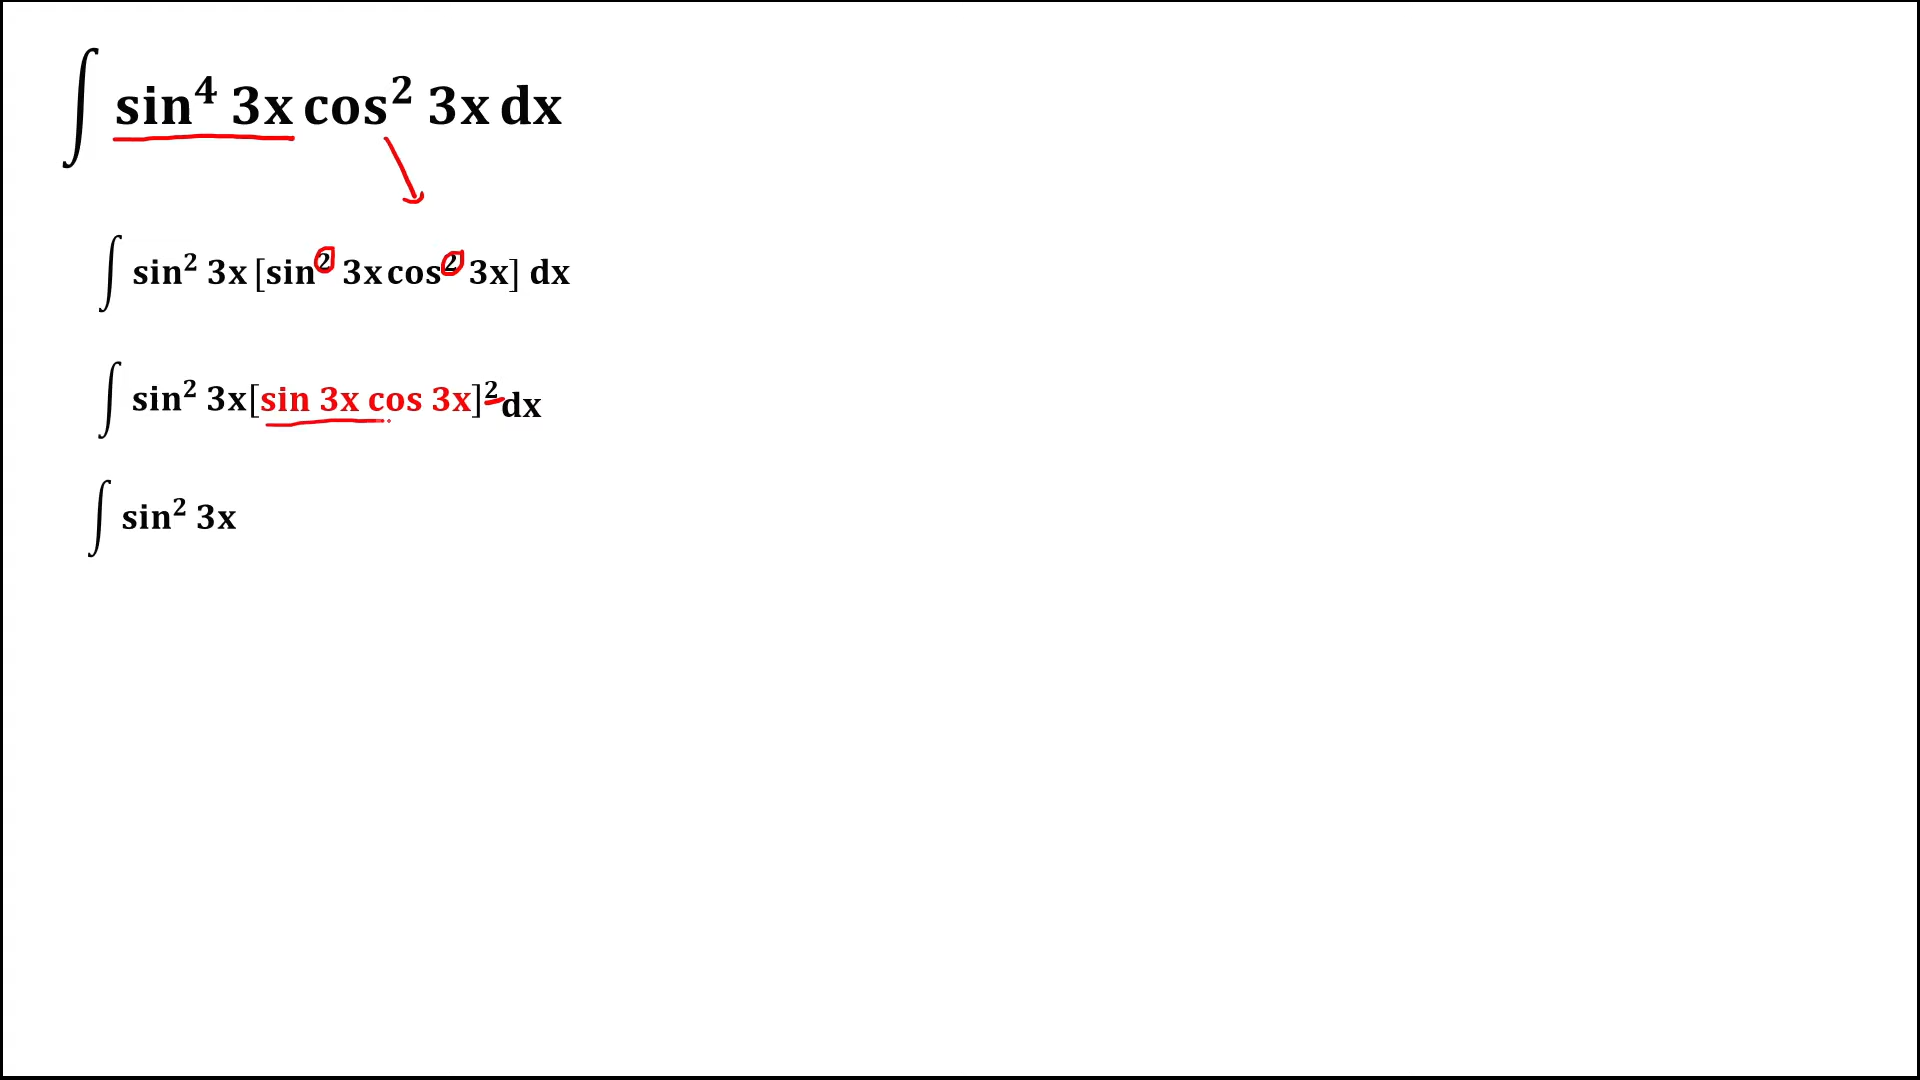 ∫ sin⁴ 3x cos² 3x dx
∫ sin² 3x [sin² 3x cos² 3x] dx
∫ sin² 3x[sin 3x cos 3x]² dx
∫ sin² 3x